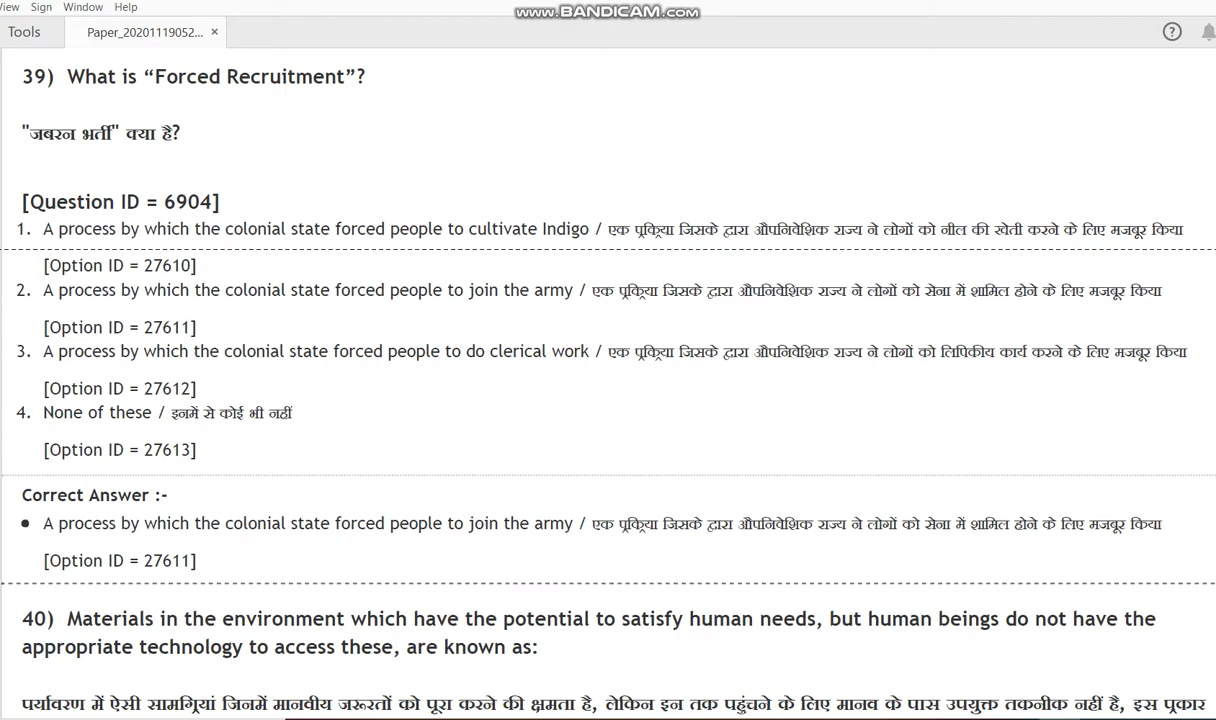 View Sign Window Help
www.BANDICAM.com
Tools Paper_20201119052... ×
39) What is “Forced Recruitment”?
"जबरन भर्ती" क्या है?
[Question ID = 6904]
1. A process by which the colonial state forced people to cultivate Indigo / एक प्रक्रिया जिसके द्वारा औपनिवेशिक राज्य ने लोगों को नील की खेती करने के लिए मजबूर किया
[Option ID = 27610]
2. A process by which the colonial state forced people to join the army / एक प्रक्रिया जिसके द्वारा औपनिवेशिक राज्य ने लोगों को सेना में शामिल होने के लिए मजबूर किया
[Option ID = 27611]
3. A process by which the colonial state forced people to do clerical work / एक प्रक्रिया जिसके द्वारा औपनिवेशिक राज्य ने लोगों को लिपिकीय कार्य करने के लिए मजबूर किया
[Option ID = 27612]
4. None of these / इनमें से कोई भी नहीं
[Option ID = 27613]
Correct Answer :-
• A process by which the colonial state forced people to join the army / एक प्रक्रिया जिसके द्वारा औपनिवेशिक राज्य ने लोगों को सेना में शामिल होने के लिए मजबूर किया
[Option ID = 27611]
40) Materials in the environment which have the potential to satisfy human needs, but human beings do not have the
appropriate technology to access these, are known as:
पर्यावरण में ऐसी सामग्रियां जिनमें मानवीय जरूरतों को पूरा करने की क्षमता है, लेकिन इन तक पहुंचने के लिए मानव के पास उपयुक्त तकनीक नहीं है, इस प्रकार